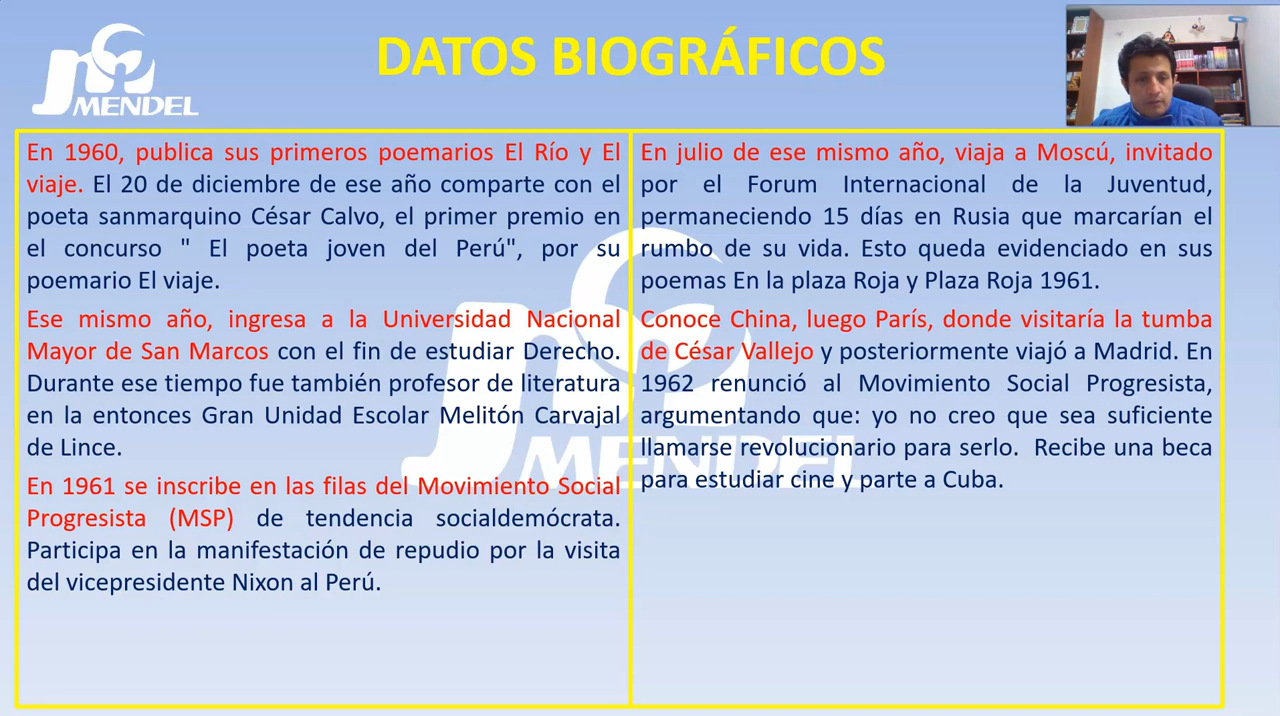 MENDEL
DATOS BIOGRÁFICOS
En 1960, publica sus primeros poemarios El Río y El
viaje. El 20 de diciembre de ese año comparte con el
poeta sanmarquino César Calvo, el primer premio en
el concurso " El poeta joven del Perú", por su
poemario El viaje.
Ese mismo año, ingresa a la Universidad Nacional
Mayor de San Marcos con el fin de estudiar Derecho.
Durante ese tiempo fue también profesor de literatura
en la entonces Gran Unidad Escolar Melitón Carvajal
de Lince.
En 1961 se inscribe en las filas del Movimiento Social
Progresista (MSP) de tendencia socialdemócrata.
Participa en la manifestación de repudio por la visita
del vicepresidente Nixon al Perú.
En julio de ese mismo año, viaja a Moscú, invitado
por el Forum Internacional de la Juventud,
permaneciendo 15 días en Rusia que marcarían el
rumbo de su vida. Esto queda evidenciado en sus
poemas En la plaza Roja y Plaza Roja 1961.
Conoce China, luego París, donde visitaría la tumba
de César Vallejo y posteriormente viajó a Madrid. En
1962 renunció al Movimiento Social Progresista,
argumentando que: yo no creo que sea suficiente
llamarse revolucionario para serlo. Recibe una beca
para estudiar cine y parte a Cuba.
MENDEL